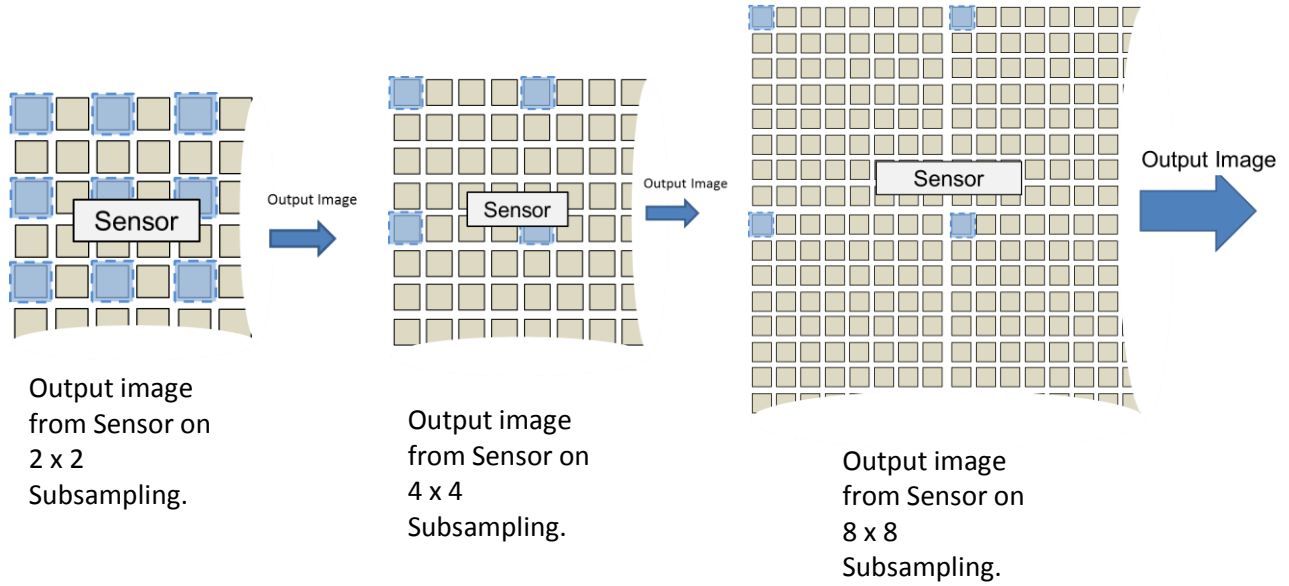 Sensor
Output Image
Output image
from Sensor on
2 x 2
Subsampling.
Sensor
Output Image
Output image
from Sensor on
4 x 4
Subsampling.
Sensor
Output Image
Output image
from Sensor on
8 x 8
Subsampling.